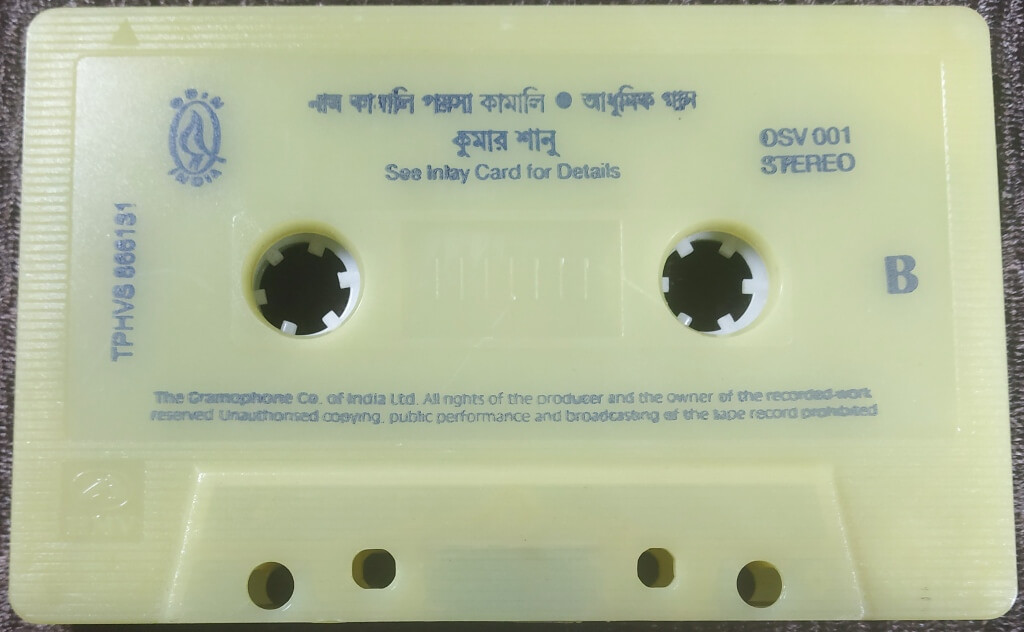 নাম কামালি পয়সা কামালি ● আধুনিক গান
কুমার শানু
See Inlay Card for Details
OSV 001
STEREO
INDIA
TPHVS 866131
B
The Gramophone Co. of India Ltd. All rights of the producer and the owner of the recorded work
reserved Unauthorised copying, public performance and broadcasting of the tape record prohibited